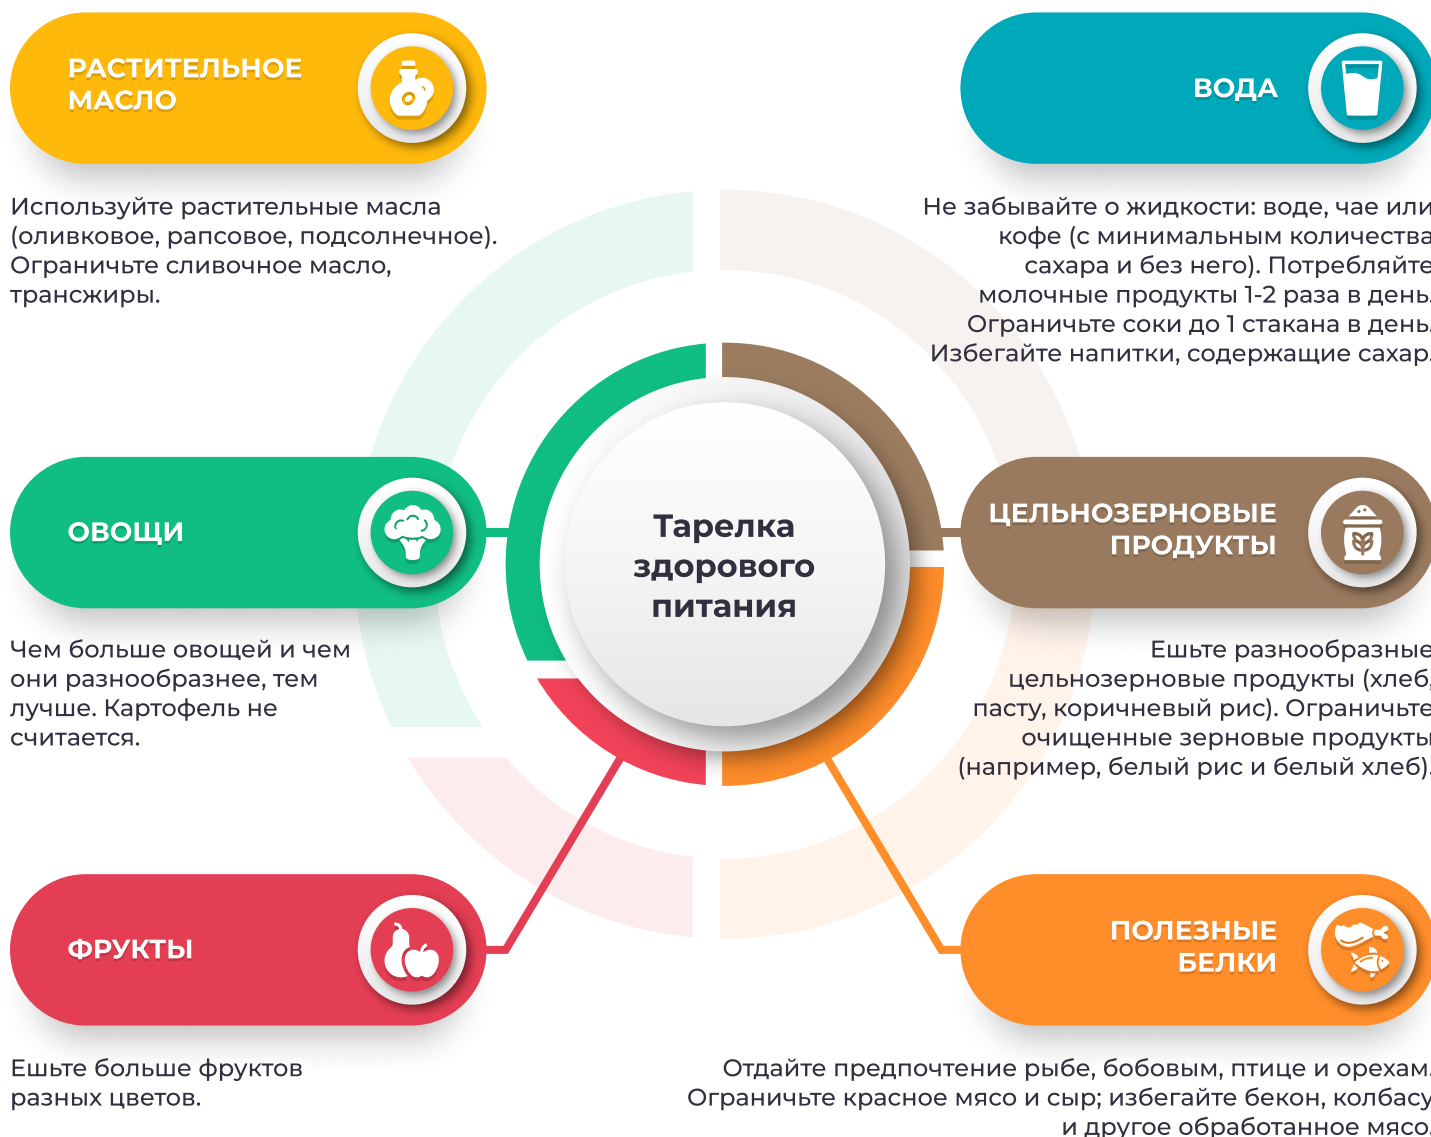 РАСТИТЕЛЬНОЕ
МАСЛО
Используйте растительные масла
(оливковое, рапсовое, подсолнечное).
Ограничьте сливочное масло,
трансжиры.
ВОДА
Не забывайте о жидкости: воде, чае или
кофе (с минимальным количества
сахара и без него). Потребляйте
молочные продукты 1-2 раза в день.
Ограничьте соки до 1 стакана в день.
Избегайте напитки, содержащие сахар.
ОВОЩИ
Чем больше овощей и чем
они разнообразнее, тем
лучше. Картофель не
считается.
Тарелка
здорового
питания
ЦЕЛЬНОЗЕРНОВЫЕ
ПРОДУКТЫ
Ешьте разнообразные
цельнозерновые продукты (хлеб,
пасту, коричневый рис). Ограничьте
очищенные зерновые продукты
(например, белый рис и белый хлеб).
ФРУКТЫ
Ешьте больше фруктов
разных цветов.
ПОЛЕЗНЫЕ
БЕЛКИ
Отдайте предпочтение рыбе, бобовым, птице и орехам.
Ограничьте красное мясо и сыр; избегайте бекон, колбасу
и другое обработанное мясо.